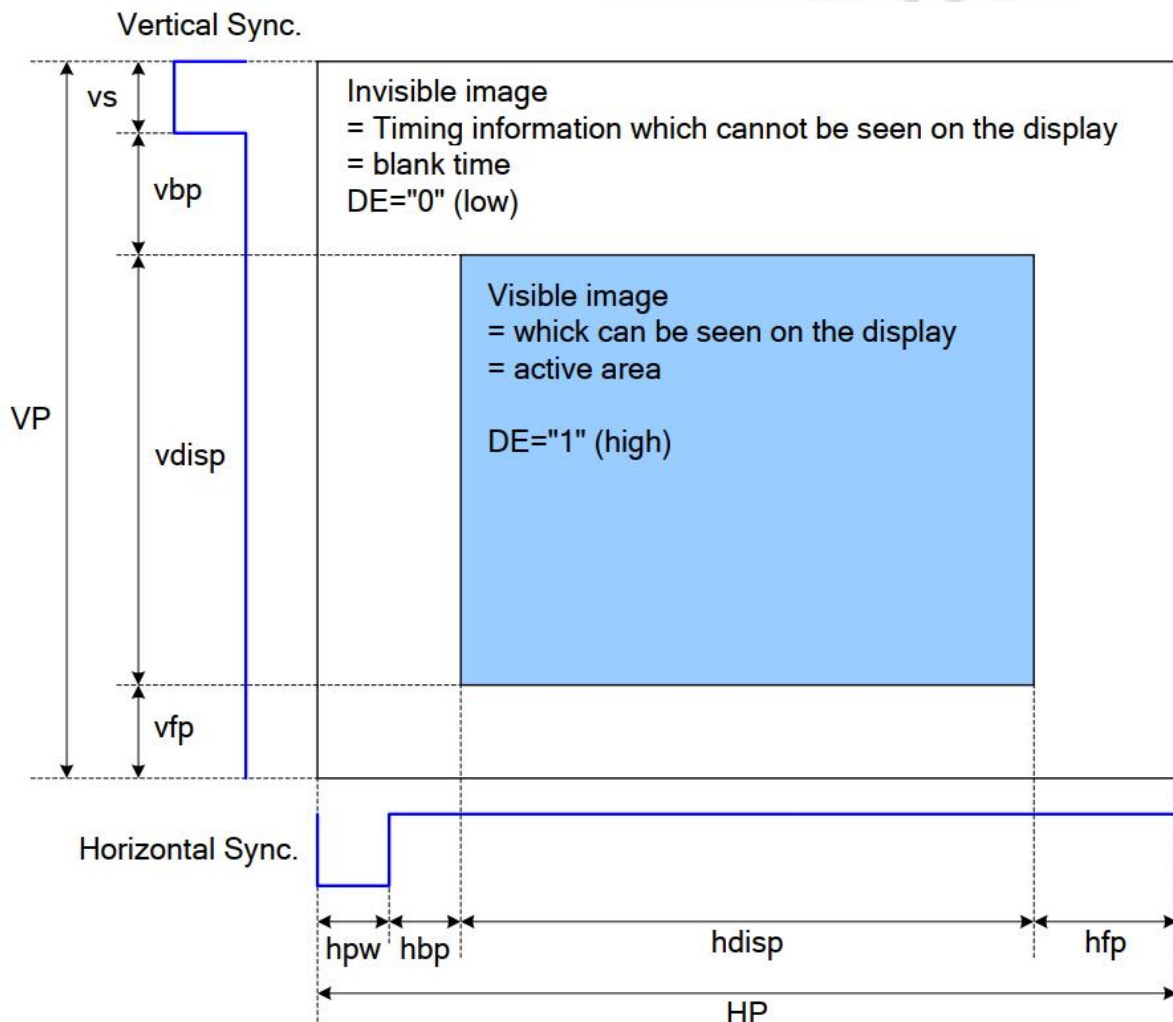 Vertical Sync.
vs
Invisible image
= Timing information which cannot be seen on the display
= blank time
DE="0" (low)
vbp
Visible image
= whick can be seen on the display
= active area
DE="1" (high)
VP
vdisp
vfp
Horizontal Sync.
hpw
hbp
hdisp
hfp
HP